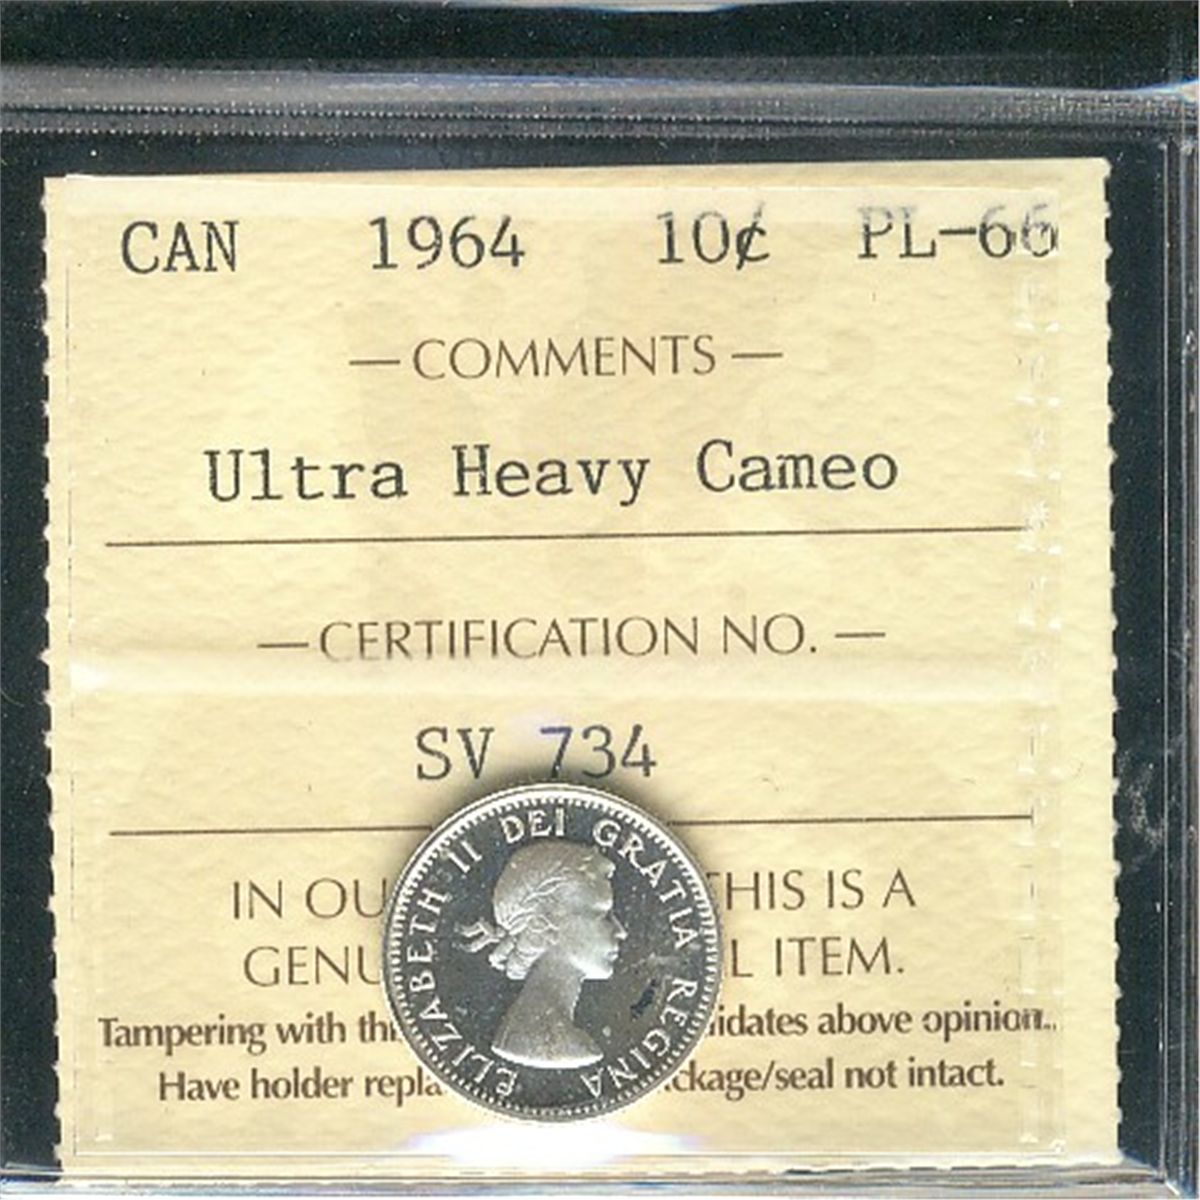 CAN 1964 10¢ PL-66
— COMMENTS —
Ultra Heavy Cameo
— CERTIFICATION NO. —
SV 734
ELIZABETH II DEI GRATIA REGINA
IN OU THIS IS A
GENU L ITEM.
Tampering with thi idates above opinion..
Have holder repla ckage/seal not intact.